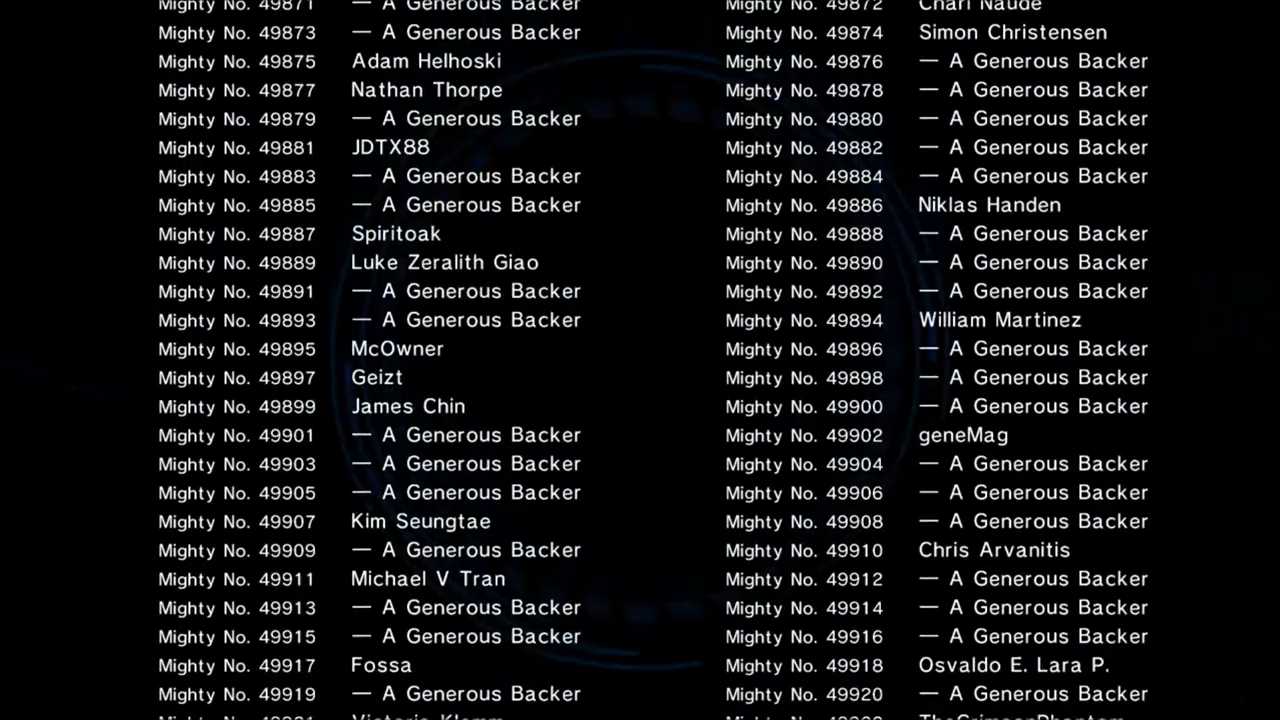 Mighty No. 49871 — A Generous Backer Mighty No. 49872 Chari Naude
Mighty No. 49873 — A Generous Backer Mighty No. 49874 Simon Christensen
Mighty No. 49875 Adam Helhoski Mighty No. 49876 — A Generous Backer
Mighty No. 49877 Nathan Thorpe Mighty No. 49878 — A Generous Backer
Mighty No. 49879 — A Generous Backer Mighty No. 49880 — A Generous Backer
Mighty No. 49881 JDTX88 Mighty No. 49882 — A Generous Backer
Mighty No. 49883 — A Generous Backer Mighty No. 49884 — A Generous Backer
Mighty No. 49885 — A Generous Backer Mighty No. 49886 Niklas Handen
Mighty No. 49887 Spiritoak Mighty No. 49888 — A Generous Backer
Mighty No. 49889 Luke Zeralith Giao Mighty No. 49890 — A Generous Backer
Mighty No. 49891 — A Generous Backer Mighty No. 49892 — A Generous Backer
Mighty No. 49893 — A Generous Backer Mighty No. 49894 William Martinez
Mighty No. 49895 McOwner Mighty No. 49896 — A Generous Backer
Mighty No. 49897 Geizt Mighty No. 49898 — A Generous Backer
Mighty No. 49899 James Chin Mighty No. 49900 — A Generous Backer
Mighty No. 49901 — A Generous Backer Mighty No. 49902 geneMag
Mighty No. 49903 — A Generous Backer Mighty No. 49904 — A Generous Backer
Mighty No. 49905 — A Generous Backer Mighty No. 49906 — A Generous Backer
Mighty No. 49907 Kim Seungtae Mighty No. 49908 — A Generous Backer
Mighty No. 49909 — A Generous Backer Mighty No. 49910 Chris Arvanitis
Mighty No. 49911 Michael V Tran Mighty No. 49912 — A Generous Backer
Mighty No. 49913 — A Generous Backer Mighty No. 49914 — A Generous Backer
Mighty No. 49915 — A Generous Backer Mighty No. 49916 — A Generous Backer
Mighty No. 49917 Fossa Mighty No. 49918 Osvaldo E. Lara P.
Mighty No. 49919 — A Generous Backer Mighty No. 49920 — A Generous Backer